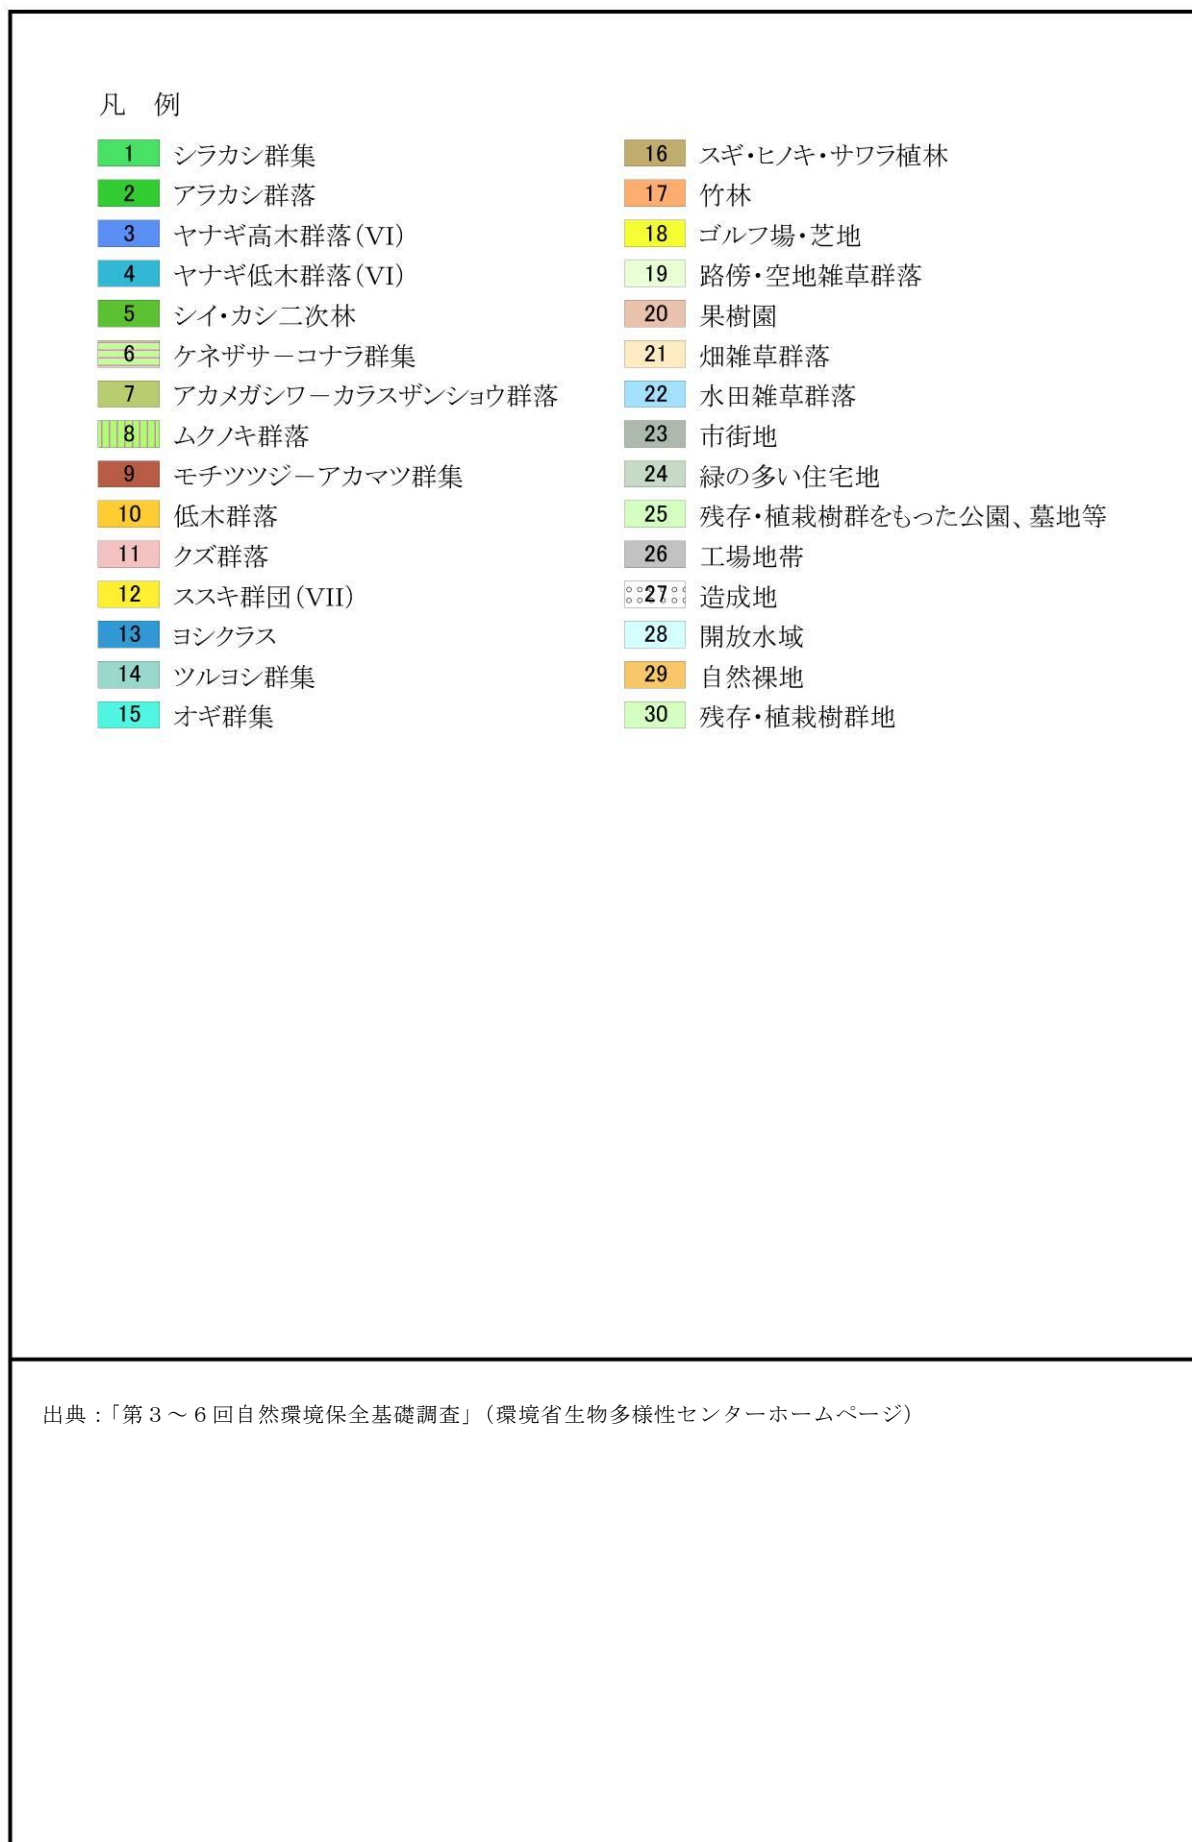 凡 例
1 シラカシ群集
2 アラカシ群落
3 ヤナギ高木群落(VI)
4 ヤナギ低木群落(VI)
5 シイ・カシ二次林
6 ケネザサ－コナラ群集
7 アカメガシワ－カラスザンショウ群落
8 ムクノキ群落
9 モチツツジ－アカマツ群集
10 低木群落
11 クズ群落
12 ススキ群団(VII)
13 ヨシクラス
14 ツルヨシ群集
15 オギ群集
16 スギ・ヒノキ・サワラ植林
17 竹林
18 ゴルフ場・芝地
19 路傍・空地雑草群落
20 果樹園
21 畑雑草群落
22 水田雑草群落
23 市街地
24 緑の多い住宅地
25 残存・植栽樹群をもった公園、墓地等
26 工場地帯
27 造成地
28 開放水域
29 自然裸地
30 残存・植栽樹群地
出典：「第３～６回自然環境保全基礎調査」（環境省生物多様性センターホームページ）